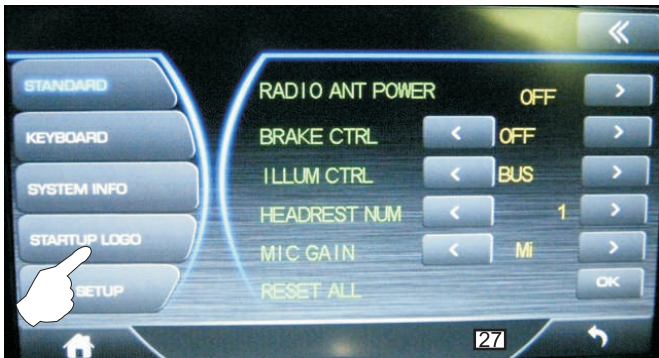 STANDARD
KEYBOARD
SYSTEM INFO
STARTUP LOGO
SETUP
RADIO ANT POWER OFF
BRAKE CTRL OFF
ILLUM CTRL BUS
HEADREST NUM 1
MIC GAIN Mi
RESET ALL OK
27